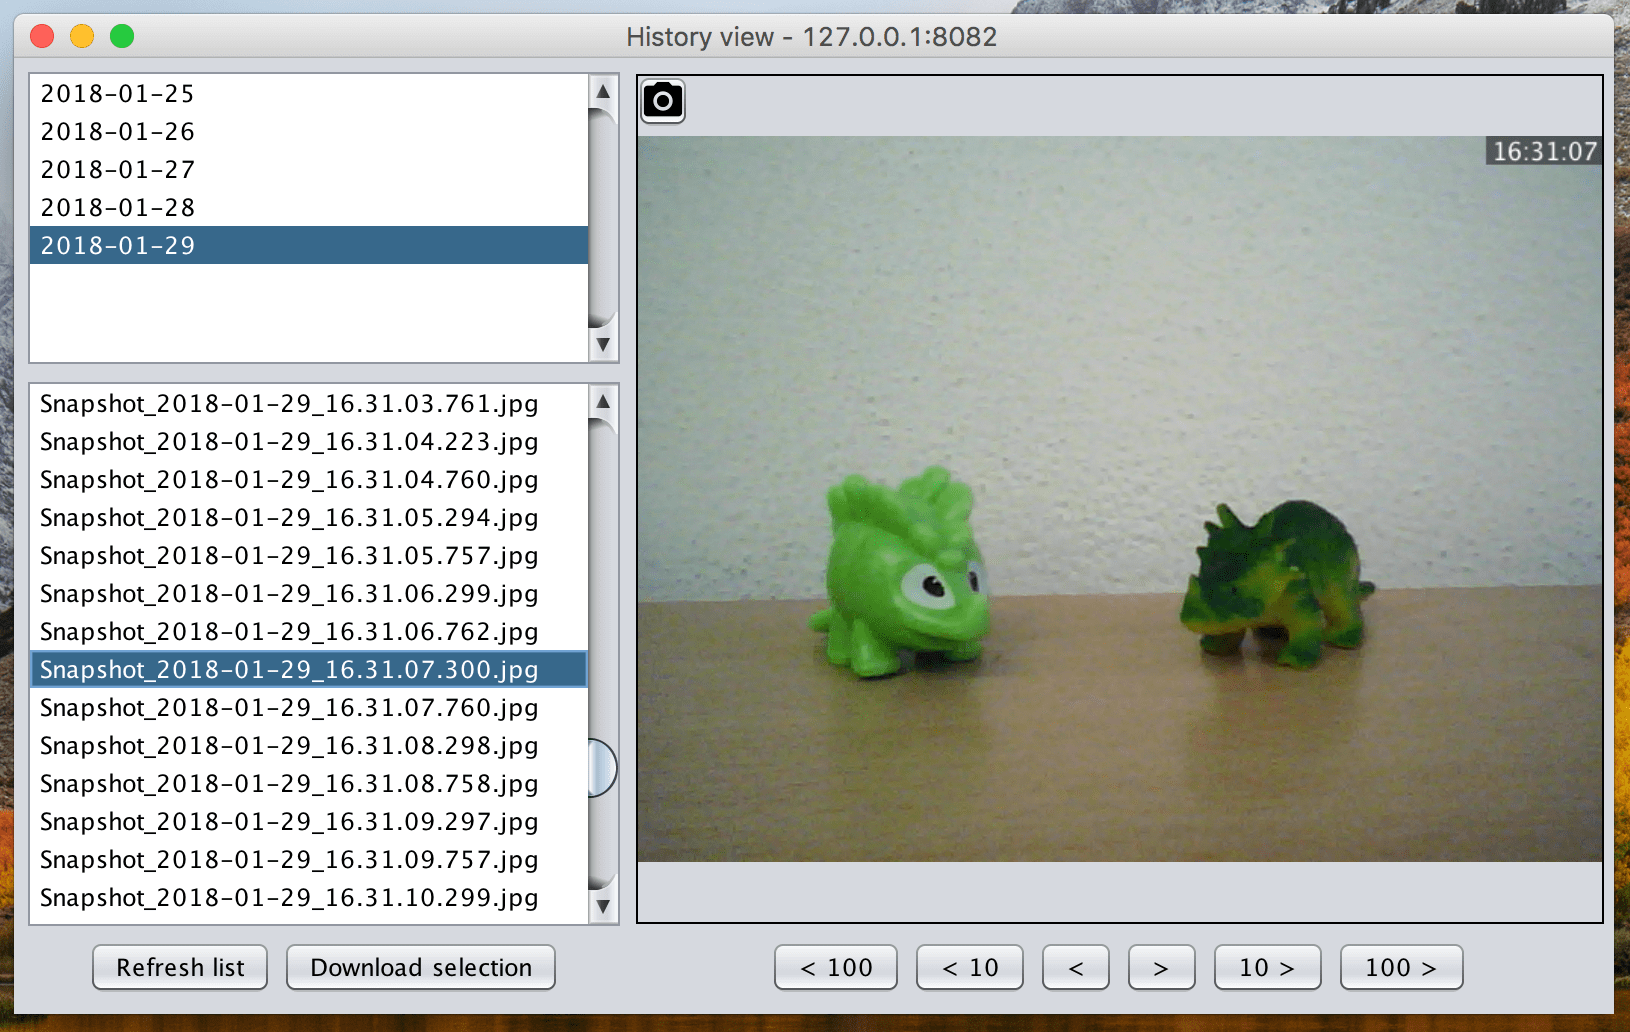 History view - 127.0.0.1:8082
2018-01-25
2018-01-26
2018-01-27
2018-01-28
2018-01-29
Snapshot_2018-01-29_16.31.03.761.jpg
Snapshot_2018-01-29_16.31.04.223.jpg
Snapshot_2018-01-29_16.31.04.760.jpg
Snapshot_2018-01-29_16.31.05.294.jpg
Snapshot_2018-01-29_16.31.05.757.jpg
Snapshot_2018-01-29_16.31.06.299.jpg
Snapshot_2018-01-29_16.31.06.762.jpg
Snapshot_2018-01-29_16.31.07.300.jpg
Snapshot_2018-01-29_16.31.07.760.jpg
Snapshot_2018-01-29_16.31.08.298.jpg
Snapshot_2018-01-29_16.31.08.758.jpg
Snapshot_2018-01-29_16.31.09.297.jpg
Snapshot_2018-01-29_16.31.09.757.jpg
Snapshot_2018-01-29_16.31.10.299.jpg
Refresh list Download selection
16:31:07
< 100 < 10 < > 10 > 100 >